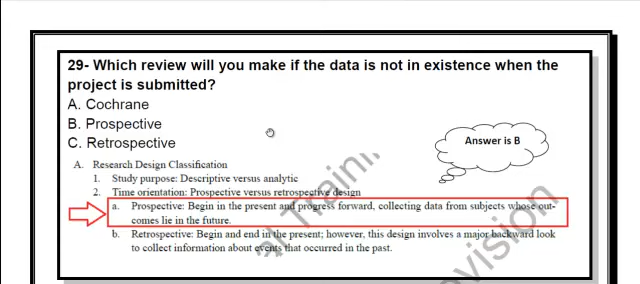 29- Which review will you make if the data is not in existence when the
project is submitted?
A. Cochrane
B. Prospective
C. Retrospective
Answer is B
A. Research Design Classification
1. Study purpose: Descriptive versus analytic
2. Time orientation: Prospective versus retrospective design
a. Prospective: Begin in the present and progress forward, collecting data from subjects whose out-
comes lie in the future.
b. Retrospective: Begin and end in the present; however, this design involves a major backward look
to collect information about events that occurred in the past.